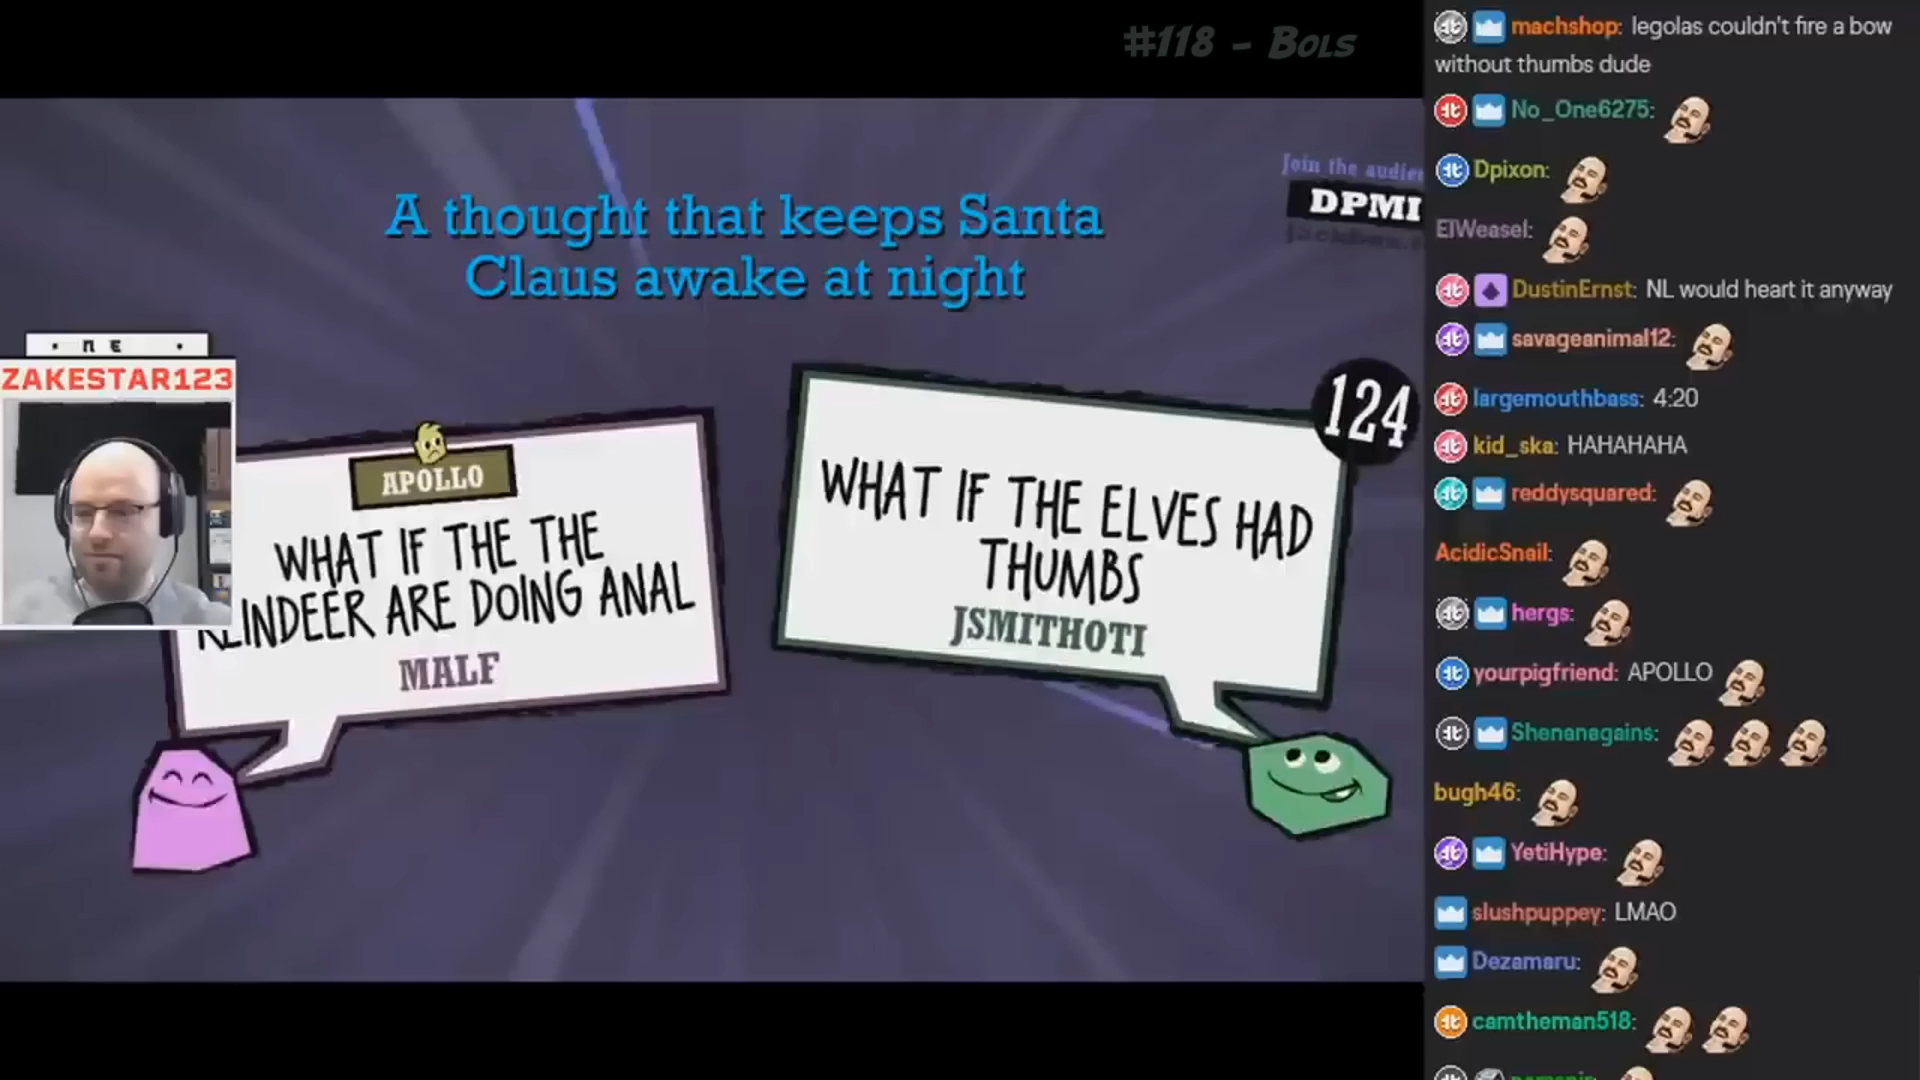 #118 - BOLS
Join the audien
DPMI
A thought that keeps Santa
Claus awake at night
ZAKESTAR123
APOLLO
WHAT IF THE THE
REINDEER ARE DOING ANAL
MALF
124
WHAT IF THE ELVES HAD
THUMBS
JSMITHOTI
machshop: legolas couldn't fire a bow
without thumbs dude
No_One6275:
Dpixon:
ElWeasel:
DustinErnst: NL would heart it anyway
savageanimal12:
largemouthbass: 4:20
kid_ska: HAHAHAHA
reddysquared:
AcidicSnail:
hergs:
yourpigfriend: APOLLO
Shenanagains:
bugh46:
YetiHype:
slushpuppey: LMAO
Dezamaru:
camtheman518: